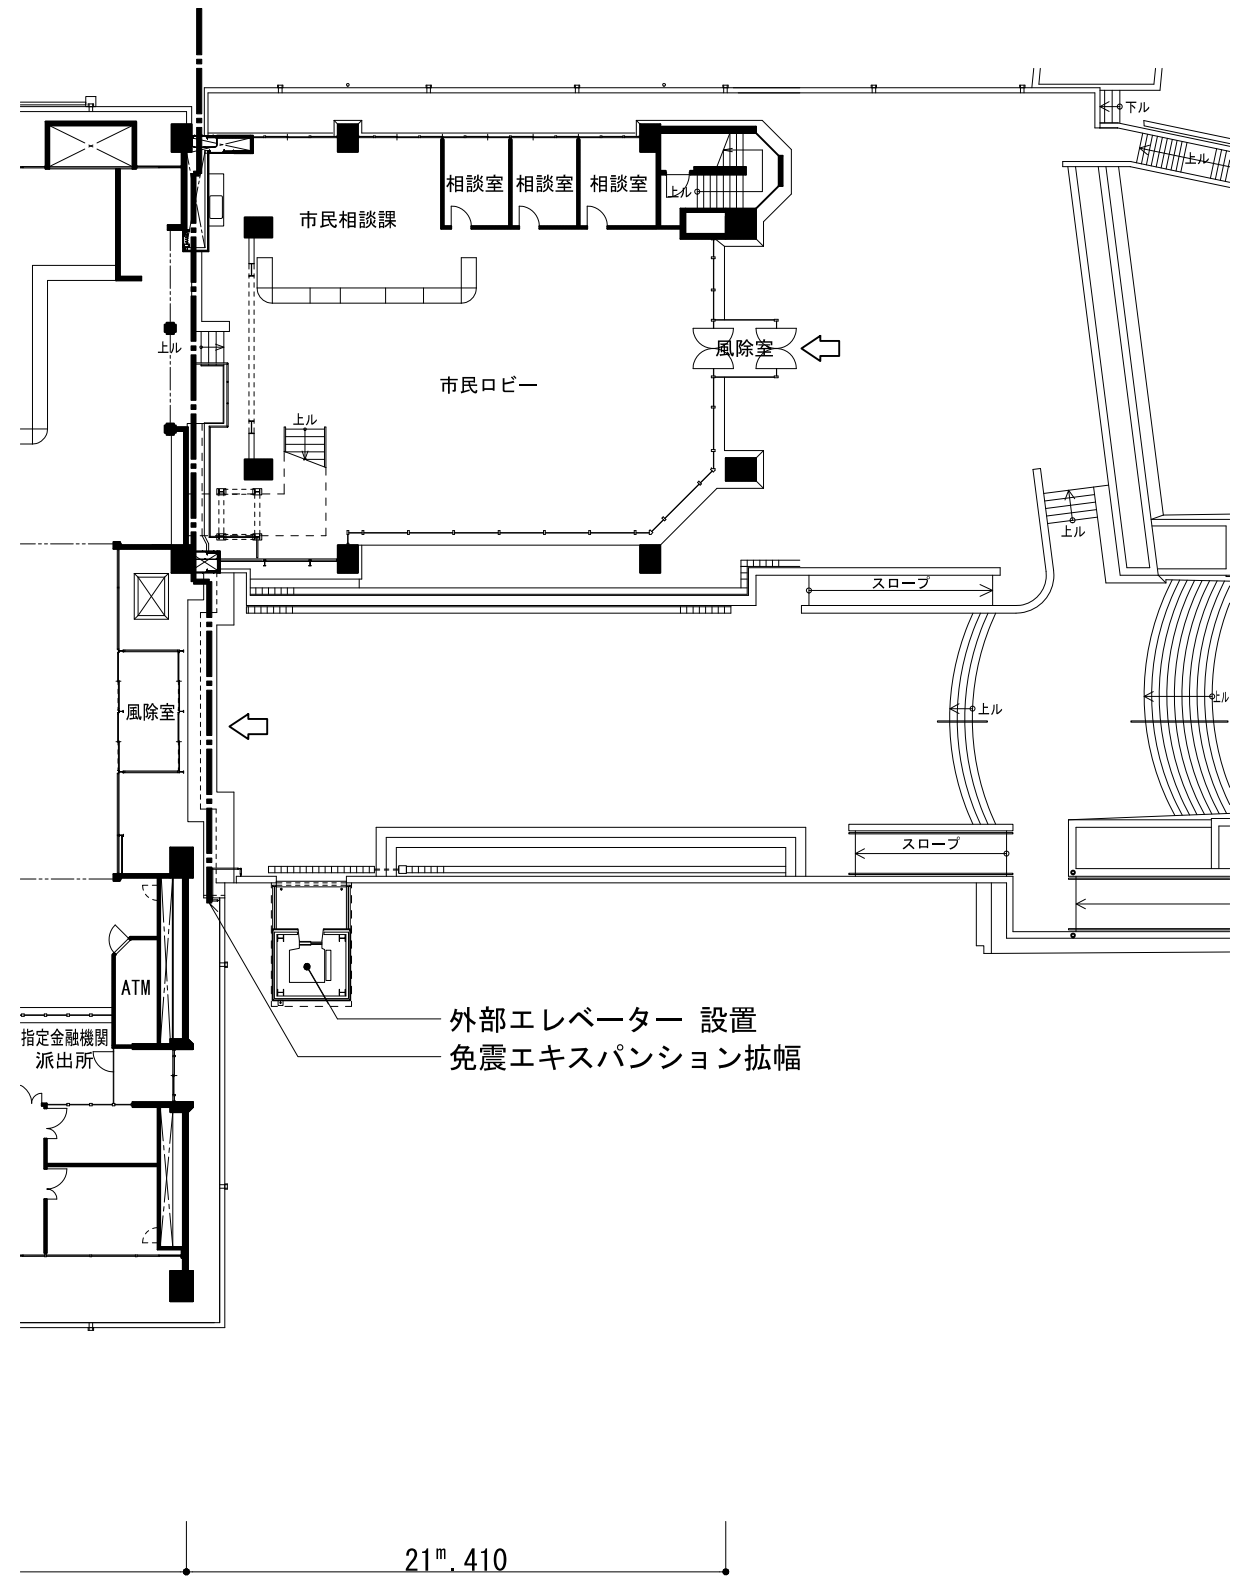 下ル
上ル
相談室
相談室
相談室
上ル
市民相談課
上ル
風除室
市民ロビー
上ル
上ル
スロープ
上ル
上ル
風除室
スロープ
ATM
外部エレベーター 設置
指定金融機関
派出所
免震エキスパンション拡幅
21m.410